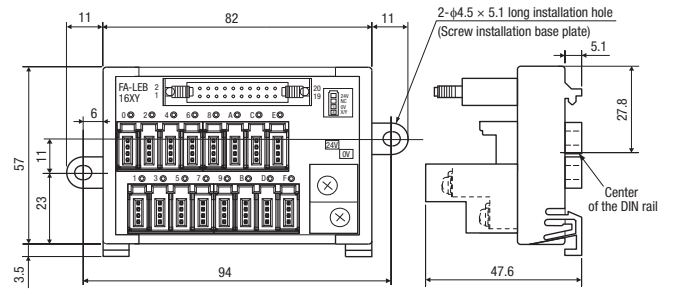 11
82
11
2-ϕ4.5 × 5.1 long installation hole
(Screw installation base plate)
5.1
FA-LEB
16XY
2
1
20
19
24V
NC
0V
X/Y
0 2 4 6 8 A C E
6
24V
0V
27.8
57
11
23
1 3 5 7 9 B D F
Center
of the DIN rail
3.5
94
47.6